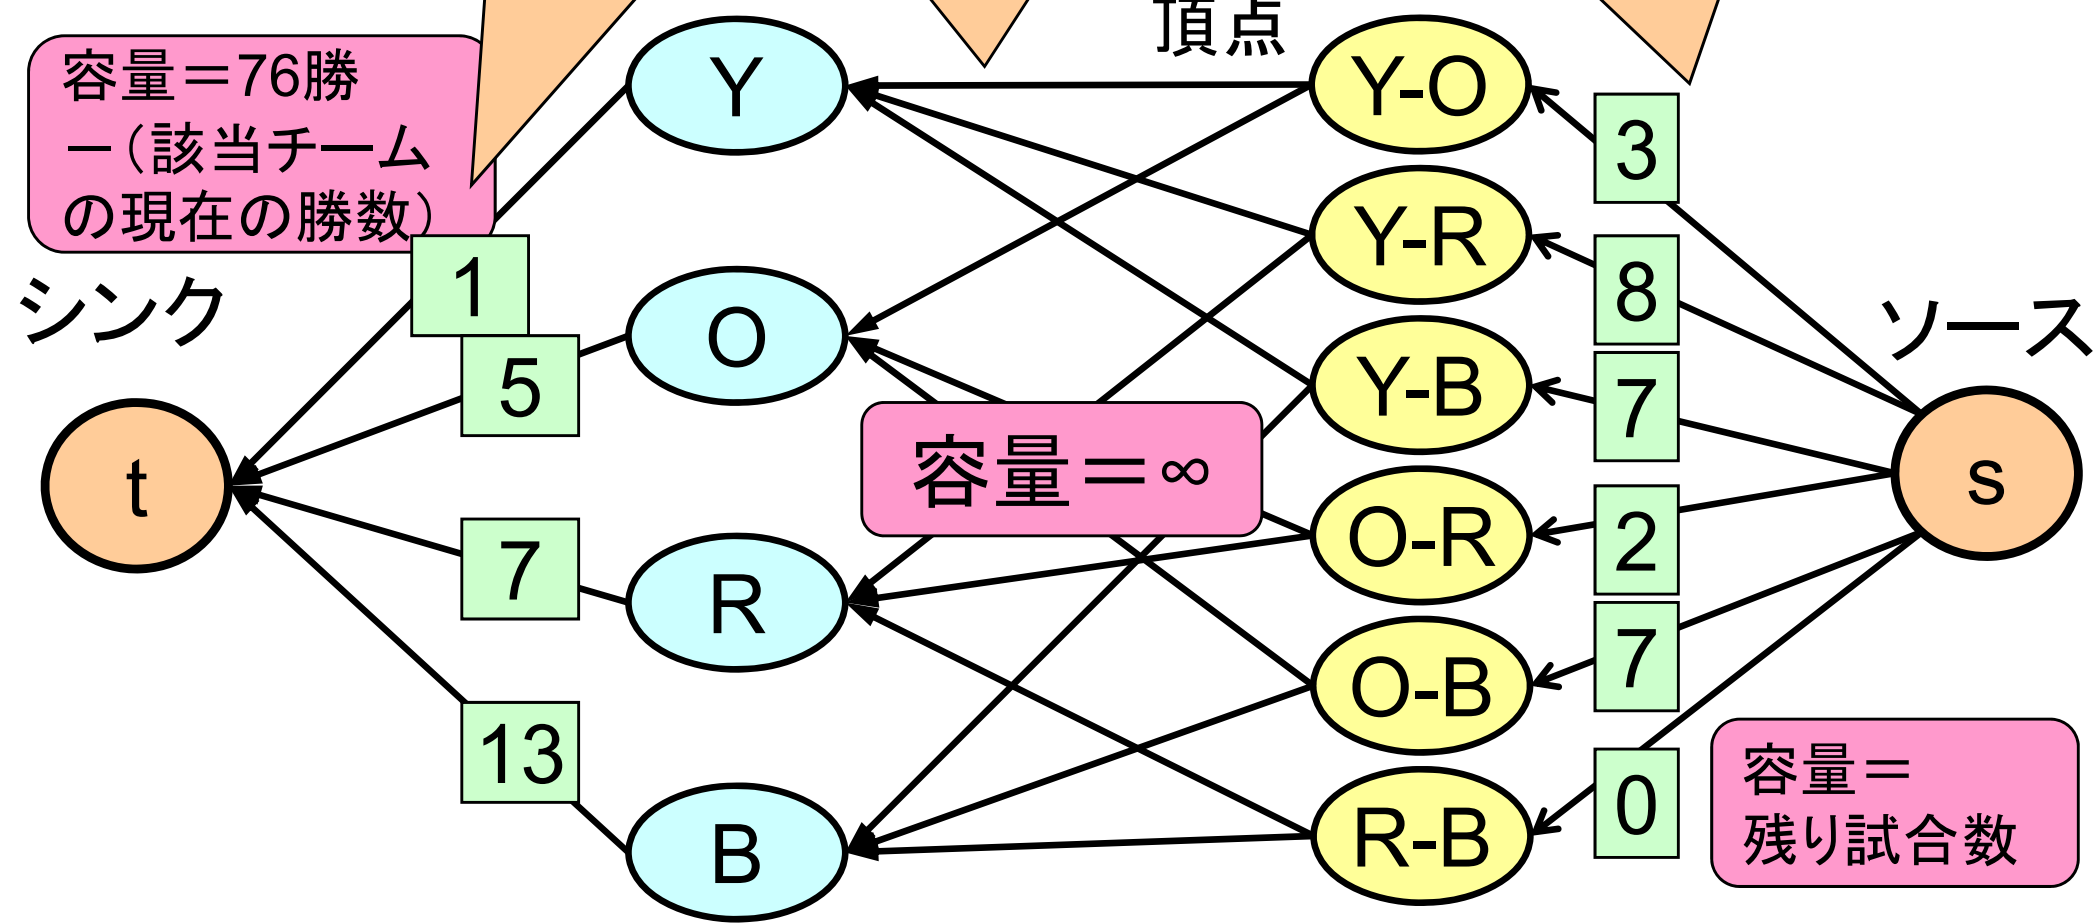 頂点
容量＝76勝
－（該当チーム
の現在の勝数）
Y
Y-O
3
Y-R
8
シンク
1
ソース
O
5
Y-B
7
容量＝∞
t
s
O-R
2
7
R
O-B
7
13
B
R-B
0
容量＝
残り試合数